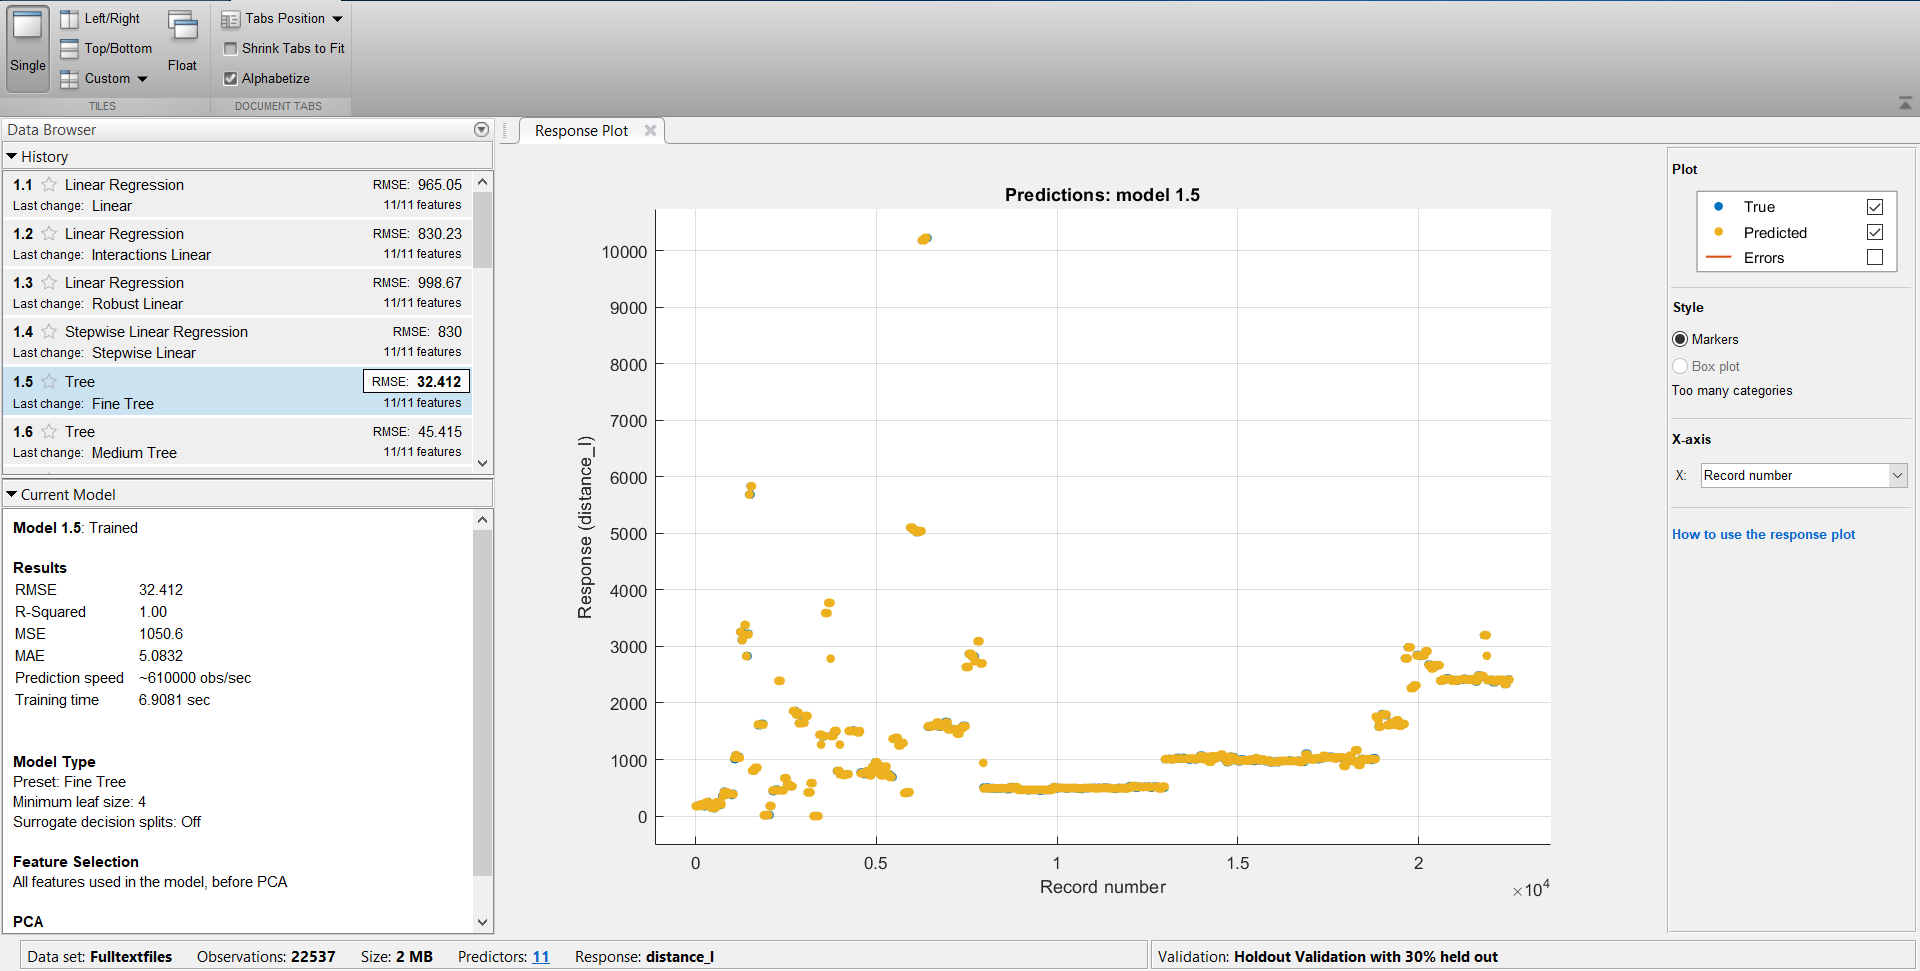 Single
Left/Right
Top/Bottom
Custom
Float
TILES
Tabs Position
Shrink Tabs to Fit
Alphabetize
DOCUMENT TABS
Data Browser
History
1.1 Linear Regression RMSE: 965.05
Last change: Linear 11/11 features
1.2 Linear Regression RMSE: 830.23
Last change: Interactions Linear 11/11 features
1.3 Linear Regression RMSE: 998.67
Last change: Robust Linear 11/11 features
1.4 Stepwise Linear Regression RMSE: 830
Last change: Stepwise Linear 11/11 features
1.5 Tree RMSE: 32.412
Last change: Fine Tree 11/11 features
1.6 Tree RMSE: 45.415
Last change: Medium Tree 11/11 features
Current Model
Model 1.5: Trained
Results
RMSE 32.412
R-Squared 1.00
MSE 1050.6
MAE 5.0832
Prediction speed ~610000 obs/sec
Training time 6.9081 sec
Model Type
Preset: Fine Tree
Minimum leaf size: 4
Surrogate decision splits: Off
Feature Selection
All features used in the model, before PCA
PCA
Response Plot
Predictions: model 1.5
Response (distance_l)
10000
9000
8000
7000
6000
5000
4000
3000
2000
1000
0
0 0.5 1 1.5 2
×10^4
Record number
Plot
True
Predicted
Errors
Style
Markers
Box plot
Too many categories
X-axis
X: Record number
How to use the response plot
Data set: Fulltextfiles Observations: 22537 Size: 2 MB Predictors: 11 Response: distance_l
Validation: Holdout Validation with 30% held out